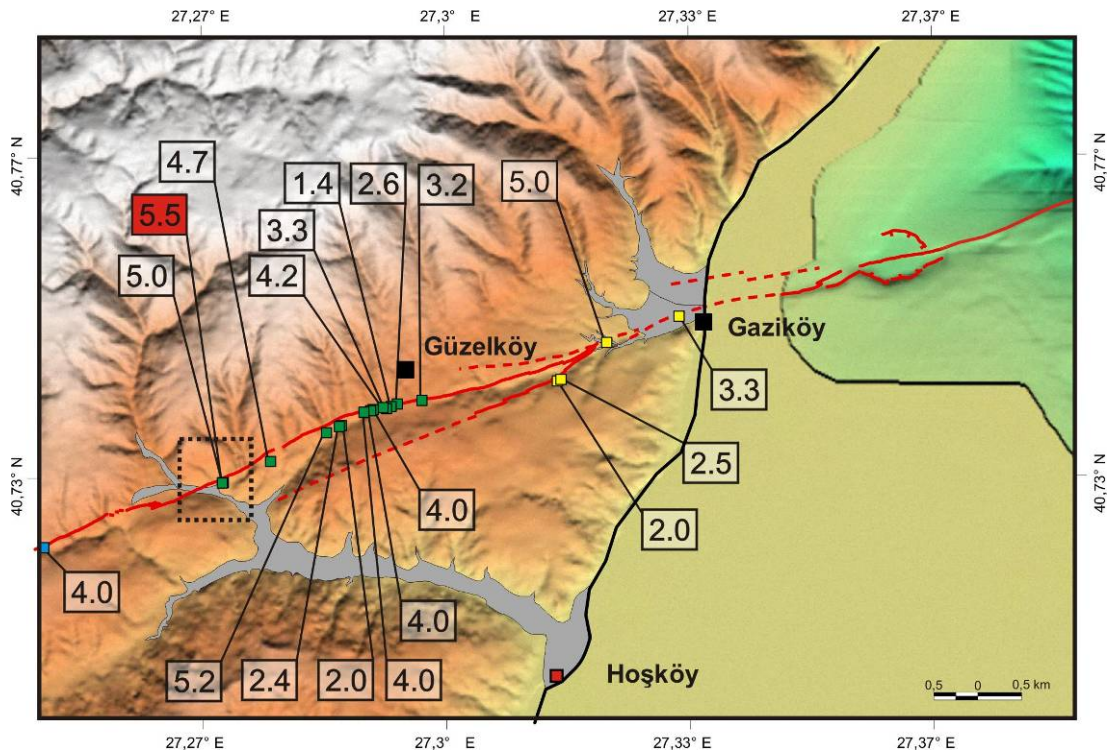 27,27° E
27,3° E
27,33° E
27,37° E
40,77° N
40,77° N
4.7
1.4
2.6
3.2
5.0
5.5
3.3
5.0
4.2
Güzelköy
Gaziköy
3.3
2.5
40,73° N
40,73° N
4.0
2.0
4.0
4.0
5.2
2.4
2.0
4.0
Hoşköy
0,5 0 0,5 km
27,27° E
27,3° E
27,33° E
27,37° E